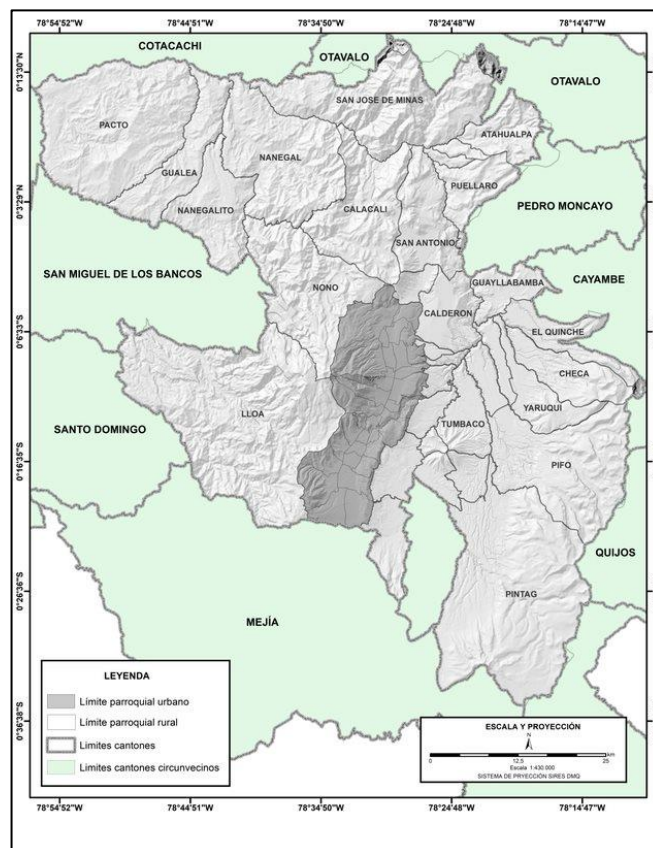 78°54'52"W 78°44'51"W 78°34'50"W 78°24'48"W 78°14'47"W
COTACACHI
OTAVALO
0°13'30"N
OTAVALO
SAN JOSE DE MINAS
PACTO
ATAHUALPA
NANEGAL
GUALEA
PUELLARO
0°3'29"N
NANEGALITO
CALACALI
PEDRO MONCAYO
SAN ANTONIO
SAN MIGUEL DE LOS BANCOS
CAYAMBE
NONO
GUAYLLABAMBA
CALDERON
0°6'33"S
EL QUINCHE
CHECA
LLOA
YARUQUI
SANTO DOMINGO
TUMBACO
0°16'35"S
PIFO
QUIJOS
0°26'36"S
PINTAG
MEJÍA
LEYENDA
Límite parroquial urbano
Límite parroquial rural
Limites cantones
Limites cantones circunvecinos
0°36'38"S
ESCALA Y PROYECCIÓN
N
km
0 12,5 25
Escala 1:430.000
SISTEMA DE PRYECCIÓN SIRES DMQ
78°54'52"W 78°44'51"W 78°34'50"W 78°24'48"W 78°14'47"W